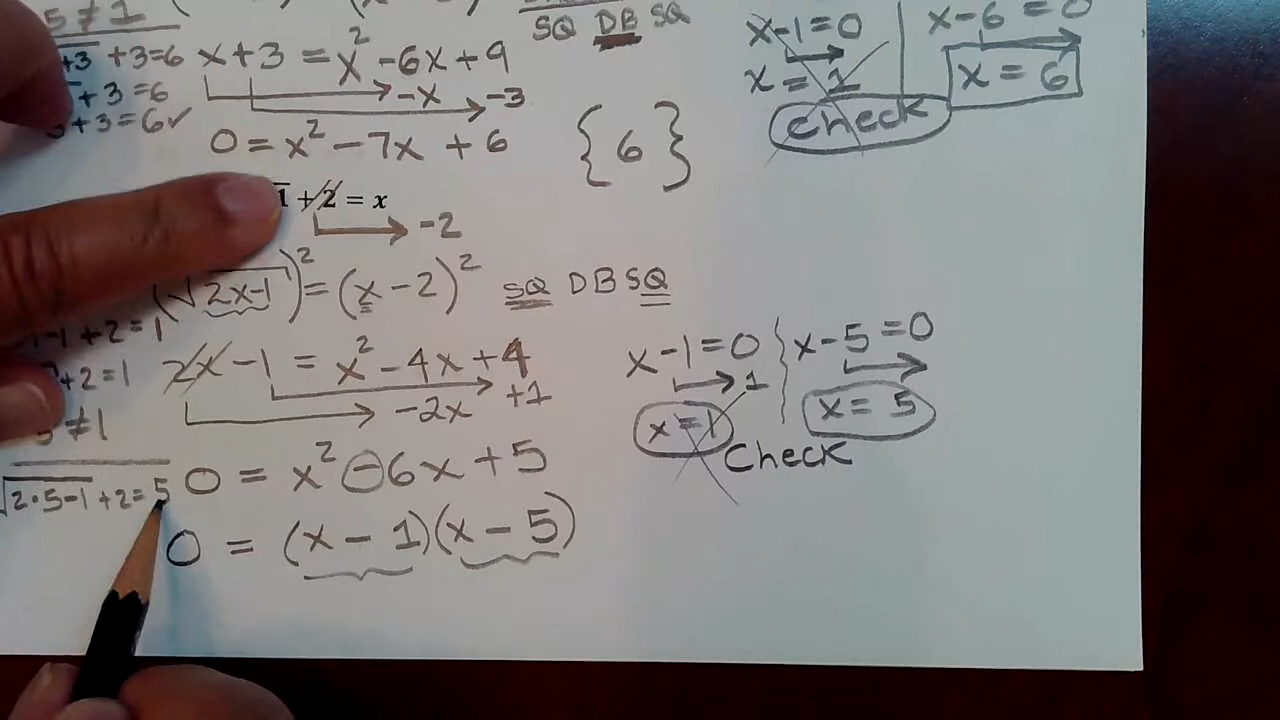 5 ≠ 1
+3 + 3 = 6
+ 3 = 6
+ 3 = 6 ✓
x + 3 = x² - 6x + 9
-x -3
0 = x² - 7x + 6
SQ DB SQ
{6}
x - 1 = 0
x = 1
check
x - 6 = 0
x = 6
1 + 2 = x
-2
(√2x-1)² = (x - 2)²
SQ DB SQ
-1 + 2 = 1
+ 2 = 1
≠ 1
2x - 1 = x² - 4x + 4
-2x +1
0 = x² - 6x + 5
√2·5-1 + 2 = 5
0 = (x - 1)(x - 5)
x - 1 = 0
1
x = 1
check
x - 5 = 0
x = 5